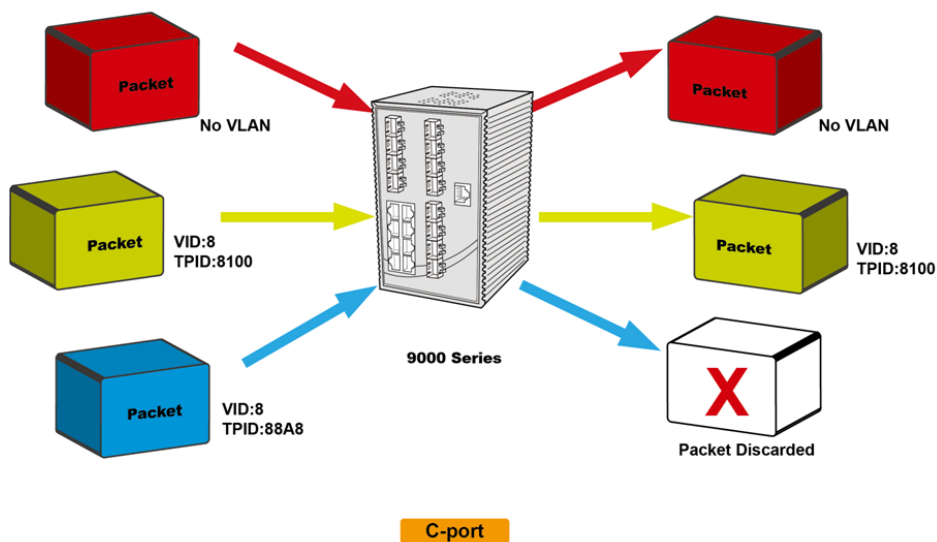 Packet
No VLAN
Packet
No VLAN
Packet
VID:8
TPID:8100
Packet
VID:8
TPID:8100
9000 Series
Packet
VID:8
TPID:88A8
X
Packet Discarded
C-port